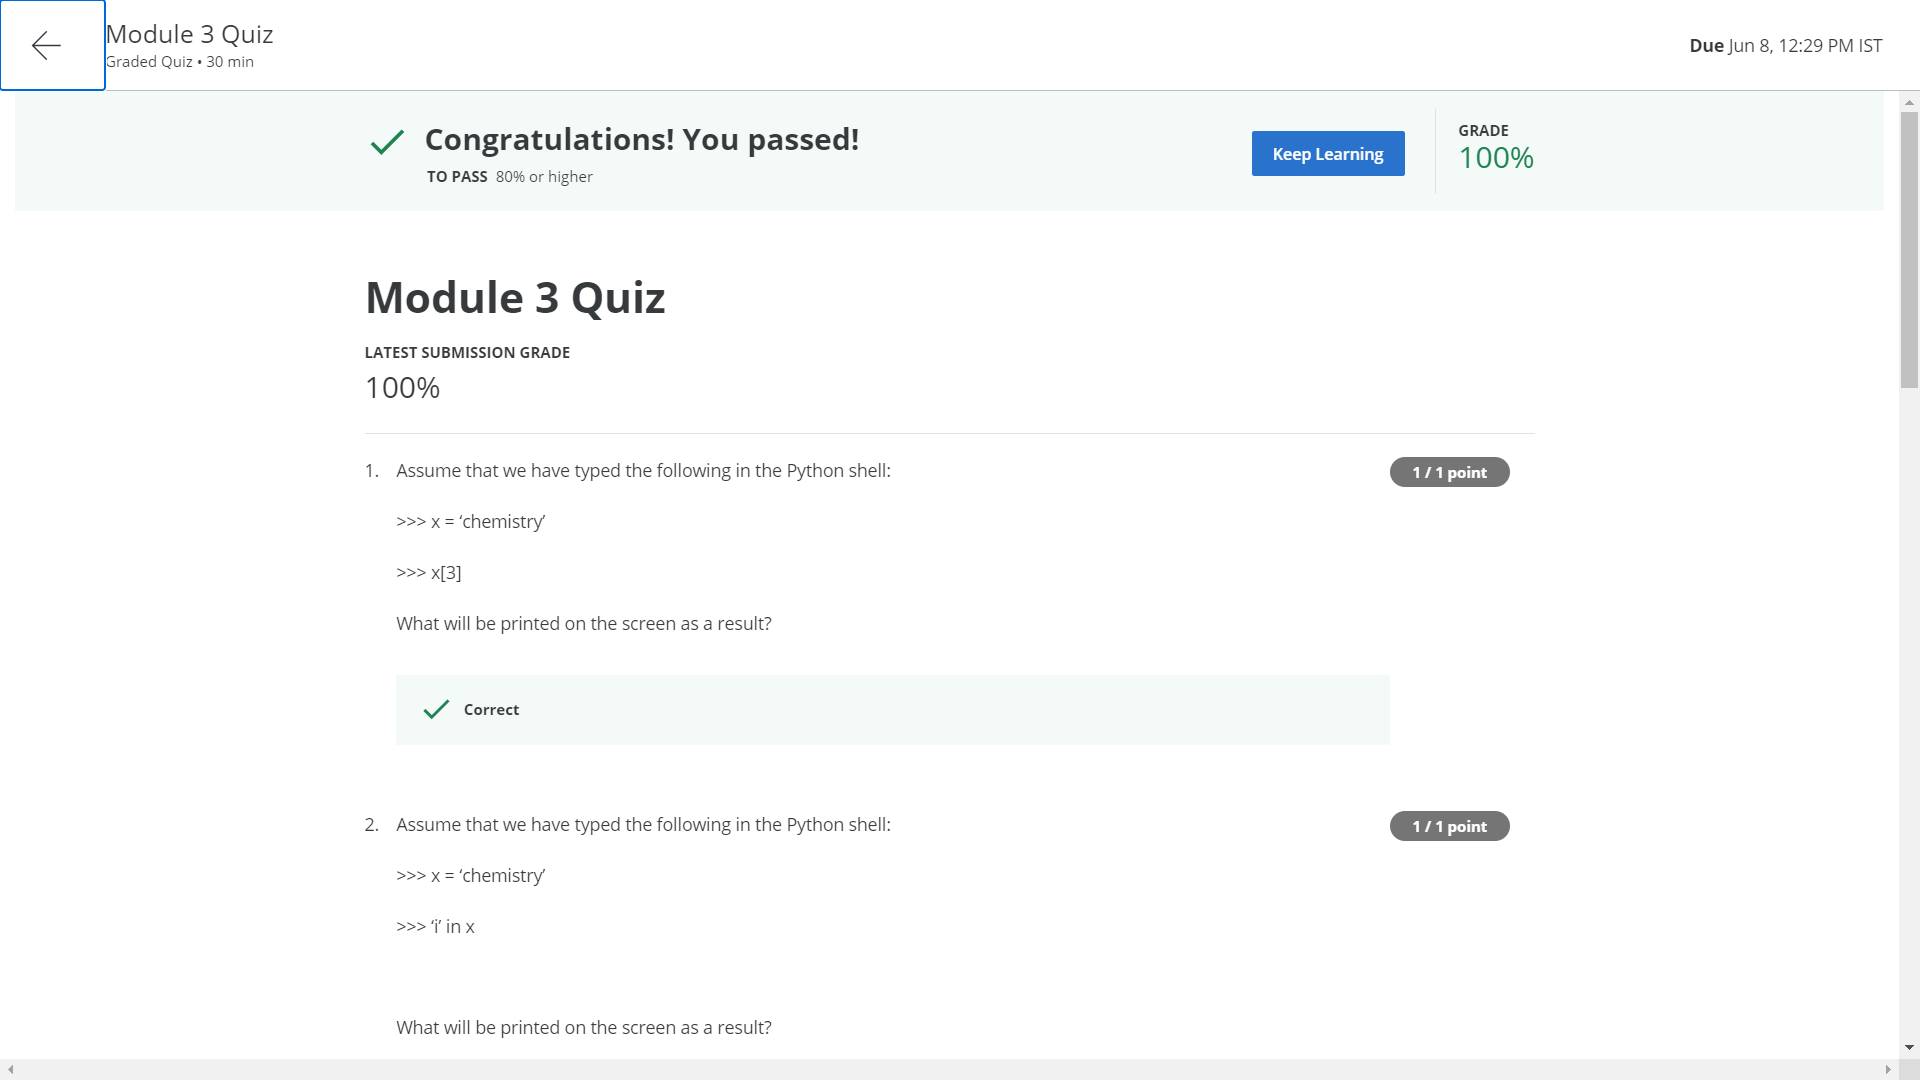 Module 3 Quiz
Graded Quiz • 30 min
Due Jun 8, 12:29 PM IST
Congratulations! You passed!
TO PASS 80% or higher
Keep Learning
GRADE
100%
Module 3 Quiz
LATEST SUBMISSION GRADE
100%
1. Assume that we have typed the following in the Python shell:
1 / 1 point
>>> x = ‘chemistry’
>>> x[3]
What will be printed on the screen as a result?
Correct
2. Assume that we have typed the following in the Python shell:
1 / 1 point
>>> x = ‘chemistry’
>>> ‘i’ in x
What will be printed on the screen as a result?